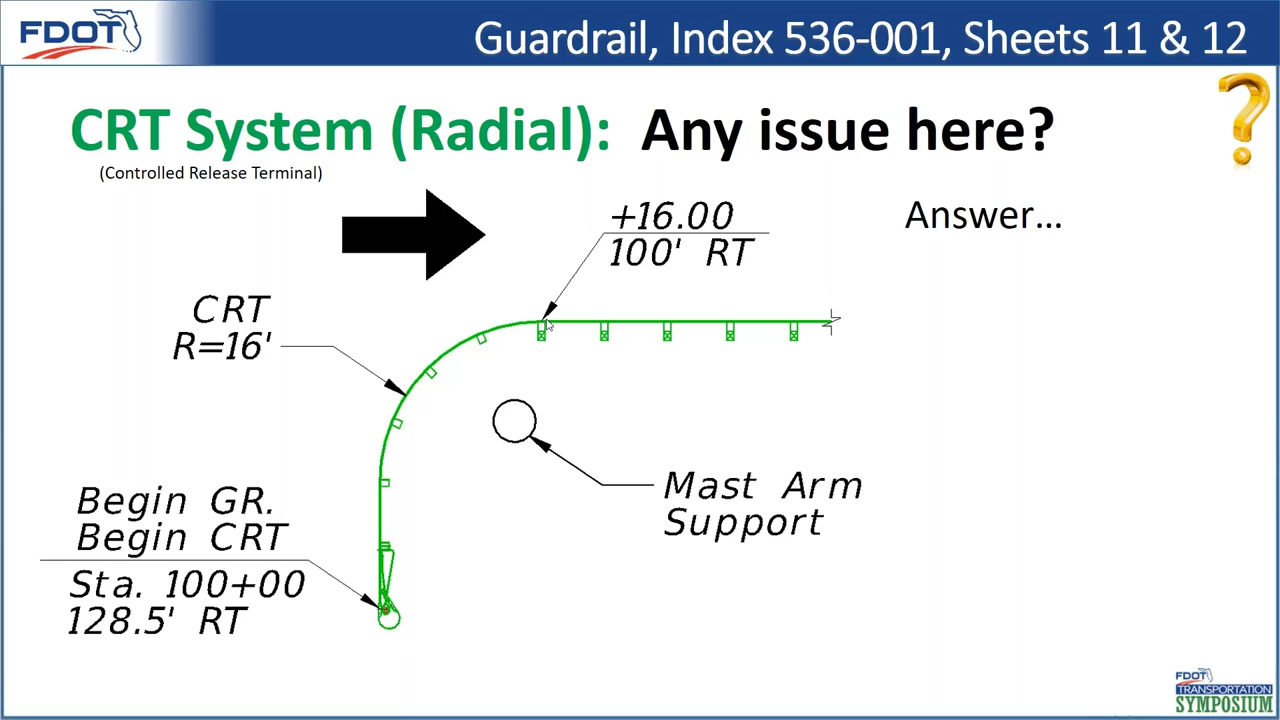 FDOT
Guardrail, Index 536-001, Sheets 11 & 12
CRT System (Radial): Any issue here?
(Controlled Release Terminal)
Answer...
+16.00
100' RT
CRT
R=16'
Mast Arm
Support
Begin GR.
Begin CRT
Sta. 100+00
128.5' RT
FDOT
TRANSPORTATION
SYMPOSIUM